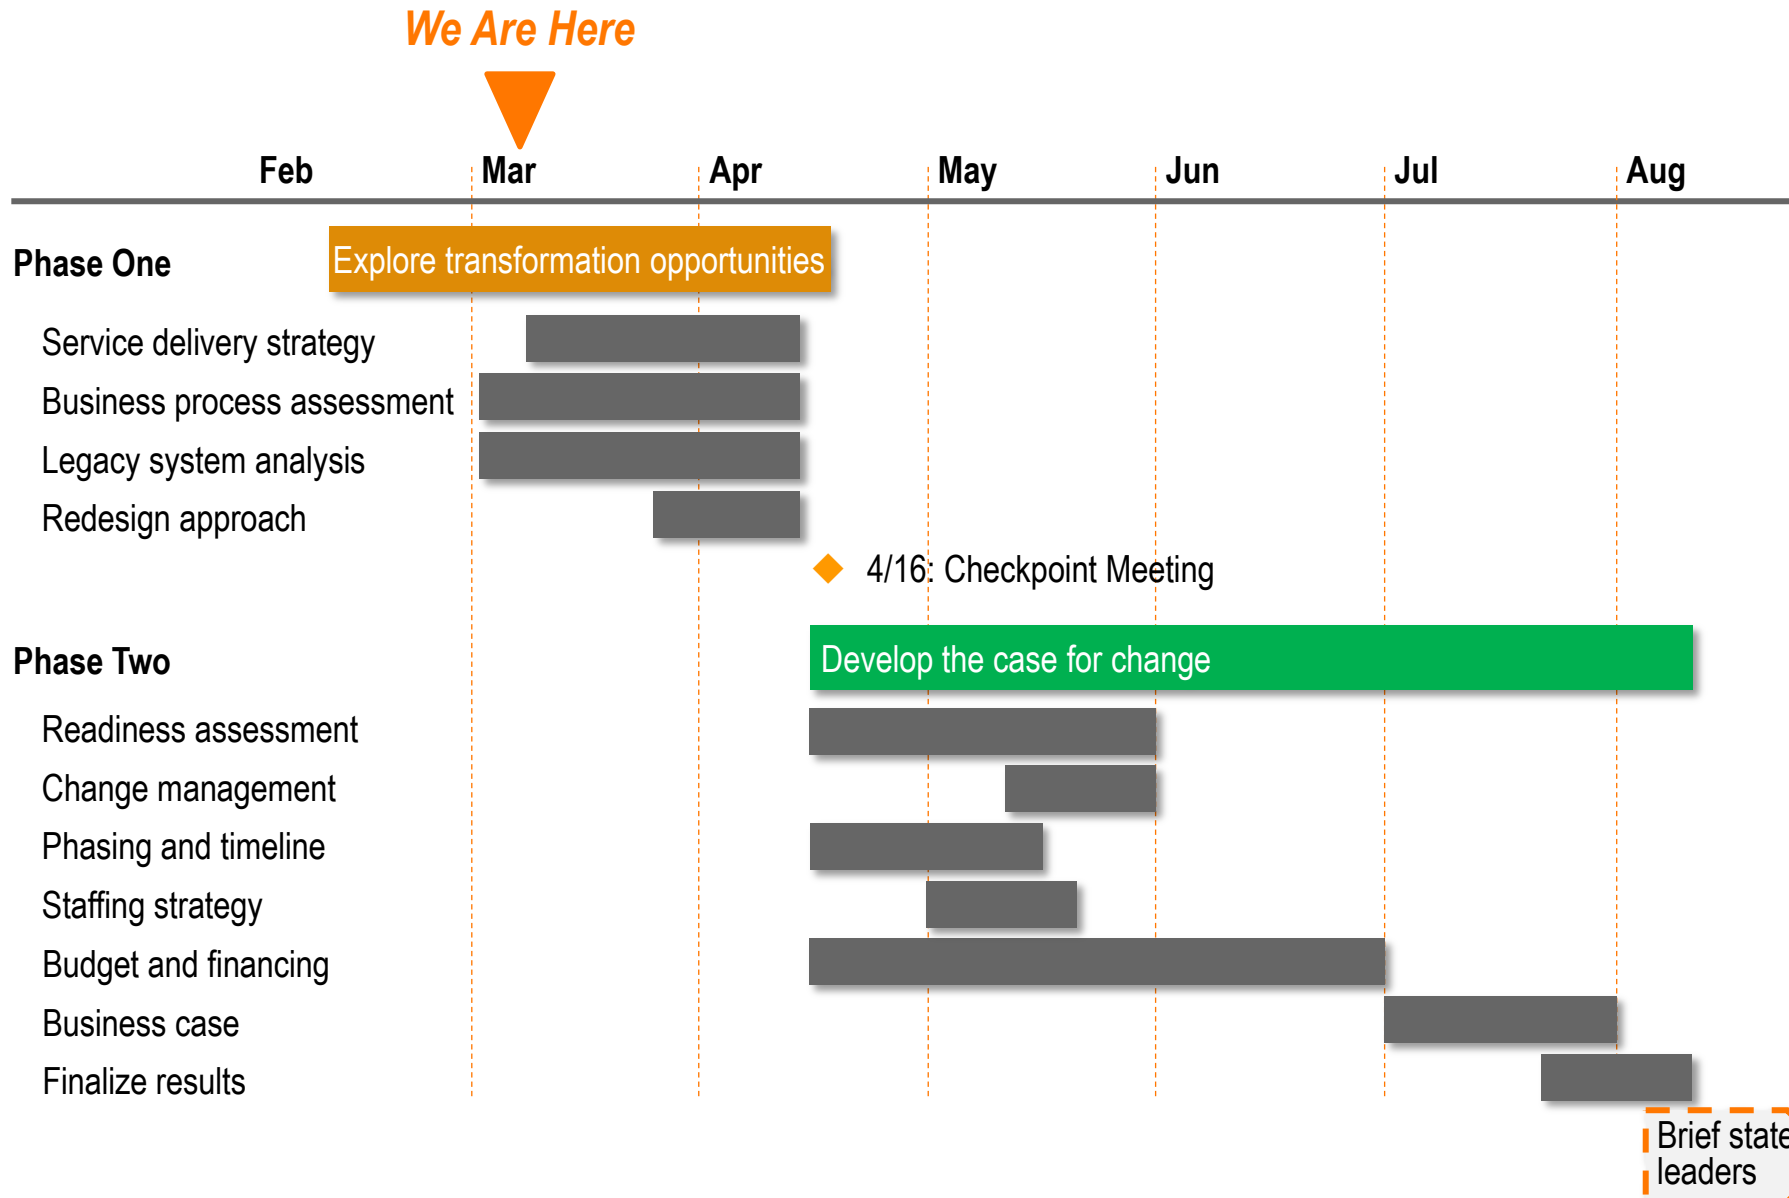 We Are Here
Feb Mar Apr May Jun Jul Aug
Phase One Explore transformation opportunities
Service delivery strategy
Business process assessment
Legacy system analysis
Redesign approach
4/16: Checkpoint Meeting
Phase Two Develop the case for change
Readiness assessment
Change management
Phasing and timeline
Staffing strategy
Budget and financing
Business case
Finalize results
Brief state
leaders